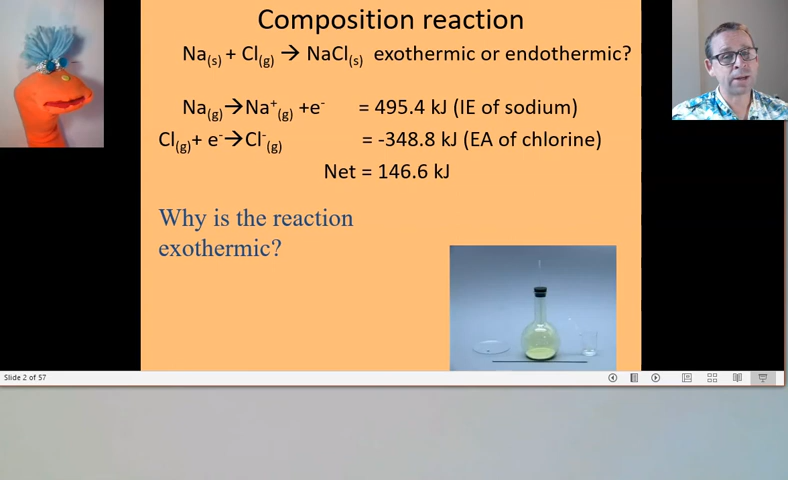 Composition reaction
Na(s) + Cl(g) → NaCl(s) exothermic or endothermic?
Na(g)→Na+(g) +e- = 495.4 kJ (IE of sodium)
Cl(g)+ e-→Cl-(g) = -348.8 kJ (EA of chlorine)
Net = 146.6 kJ
Why is the reaction
exothermic?
Slide 2 of 57